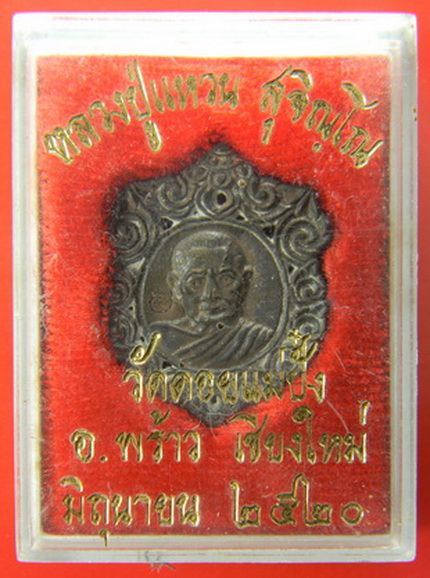 หลวงปู่แหวน สุจิณฺโณ
วัดดอยแม่ปั๋ง
อ.พร้าว เชียงใหม่
มิถุนายน ๒๕๒๐